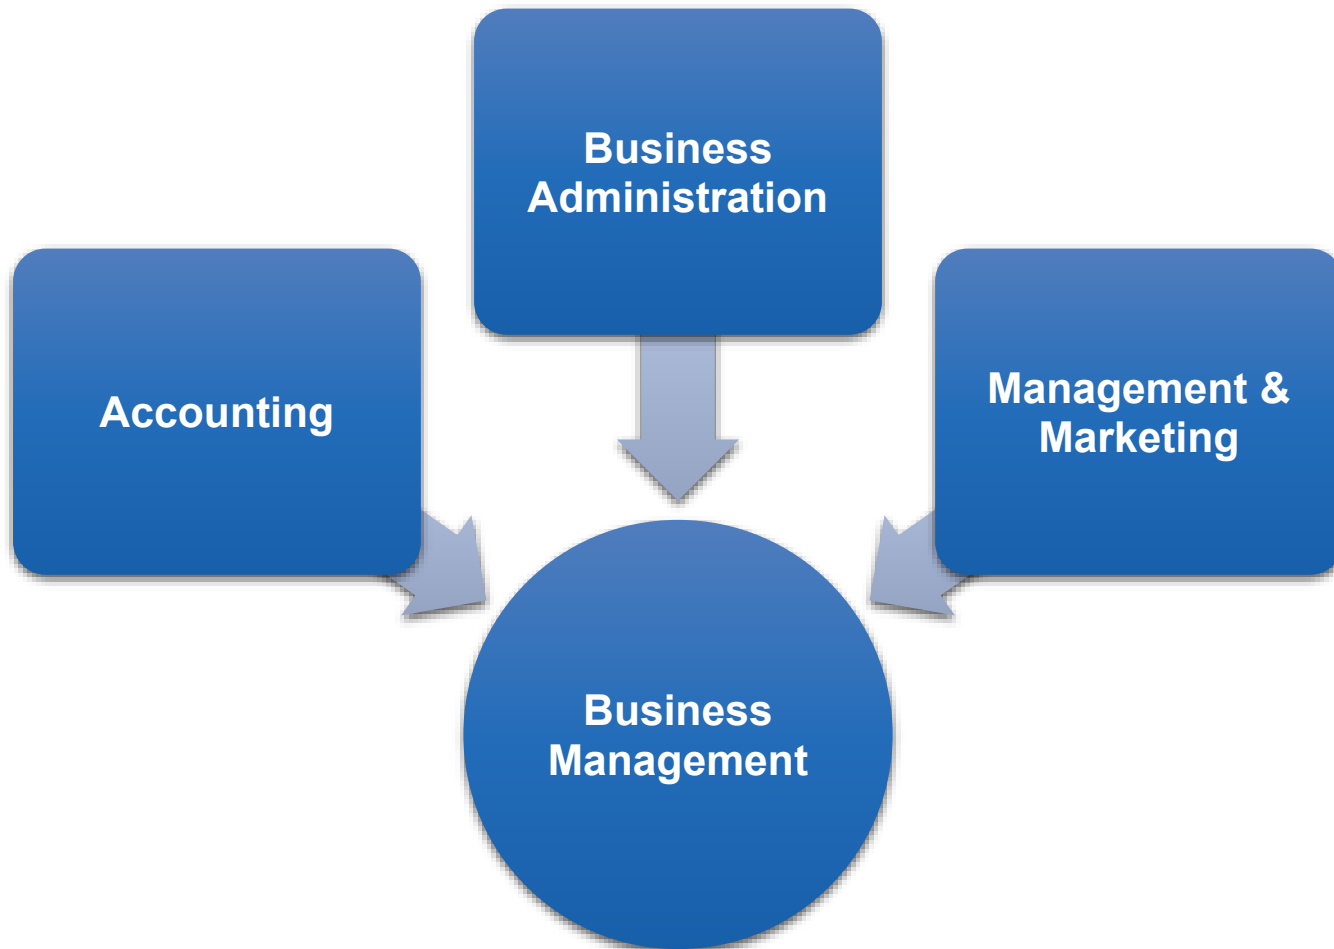 Business
Administration
Accounting
Management &
Marketing
Business
Management